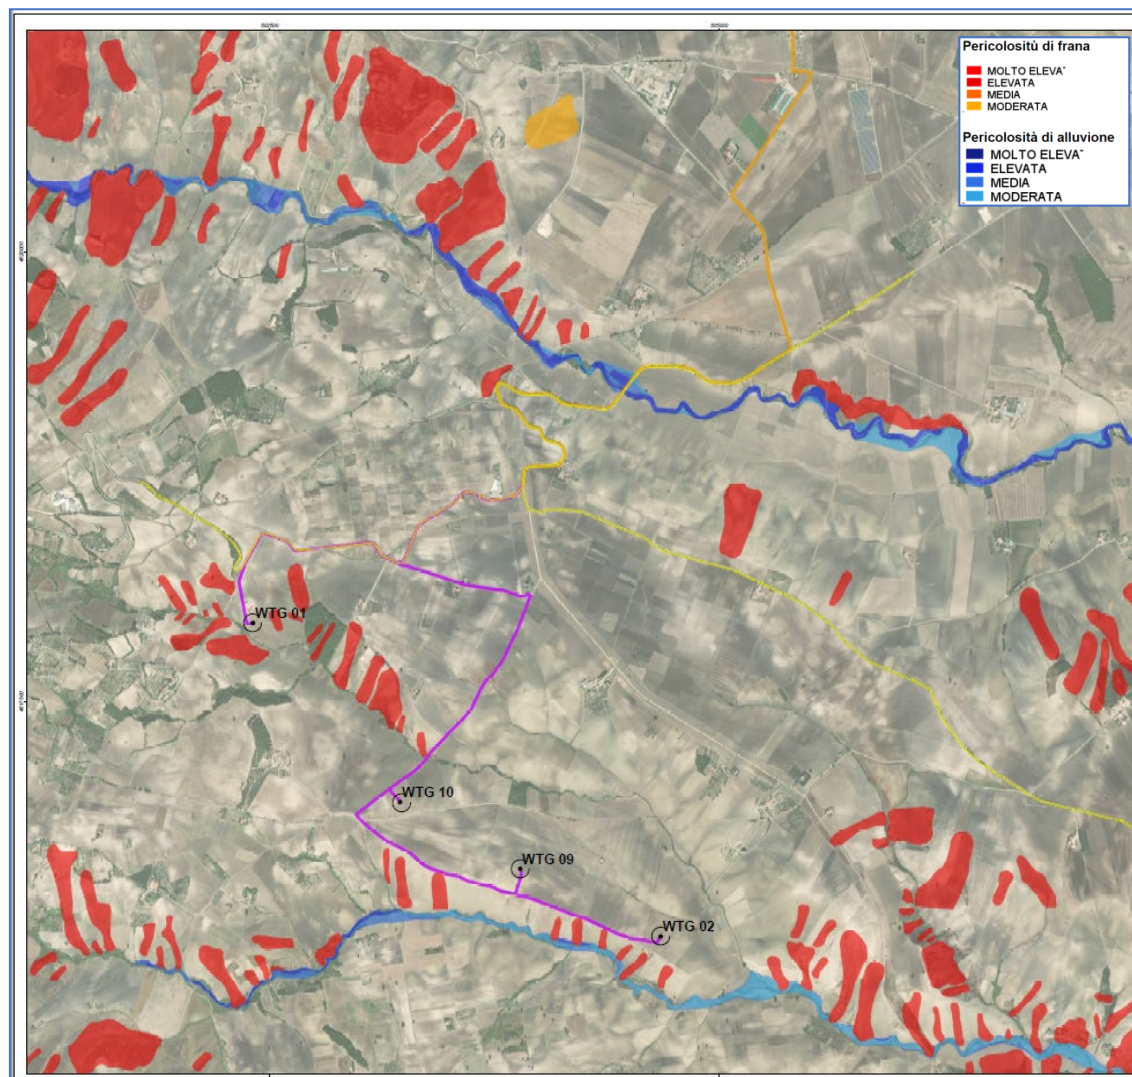 Pericolositù di frana
MOLTO ELEVA
ELEVATA
MEDIA
MODERATA
Pericolosità di alluvione
MOLTO ELEVA
ELEVATA
MEDIA
MODERATA
WTG 01
WTG 10
WTG 09
WTG 02